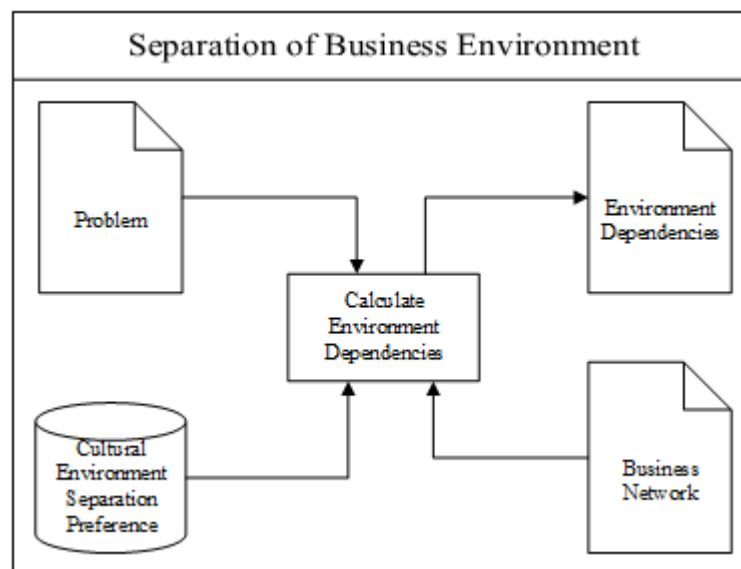 Separation of Business Environment
Problem
Environment
Dependencies
Calculate
Environment
Dependencies
Cultural
Environment
Separation
Preference
Business
Network